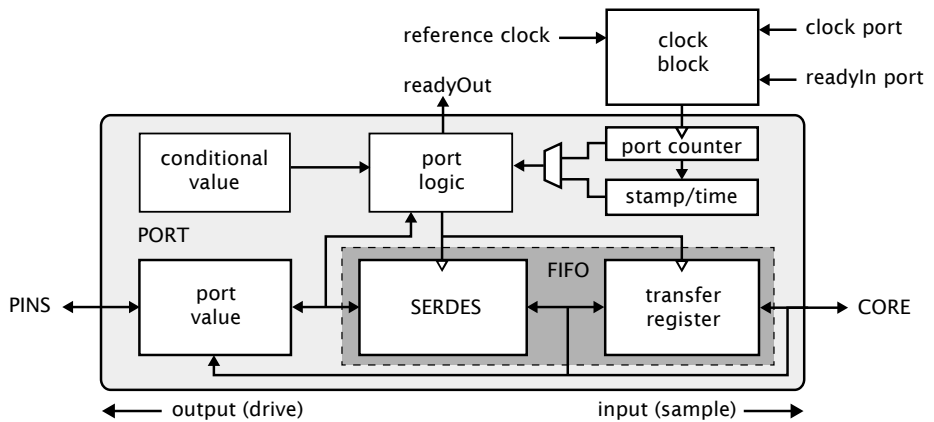 reference clock
clock
block
clock port
readyIn port
readyOut
conditional
value
port
logic
port counter
stamp/time
PORT
FIFO
PINS
port
value
SERDES
transfer
register
CORE
output (drive)
input (sample)